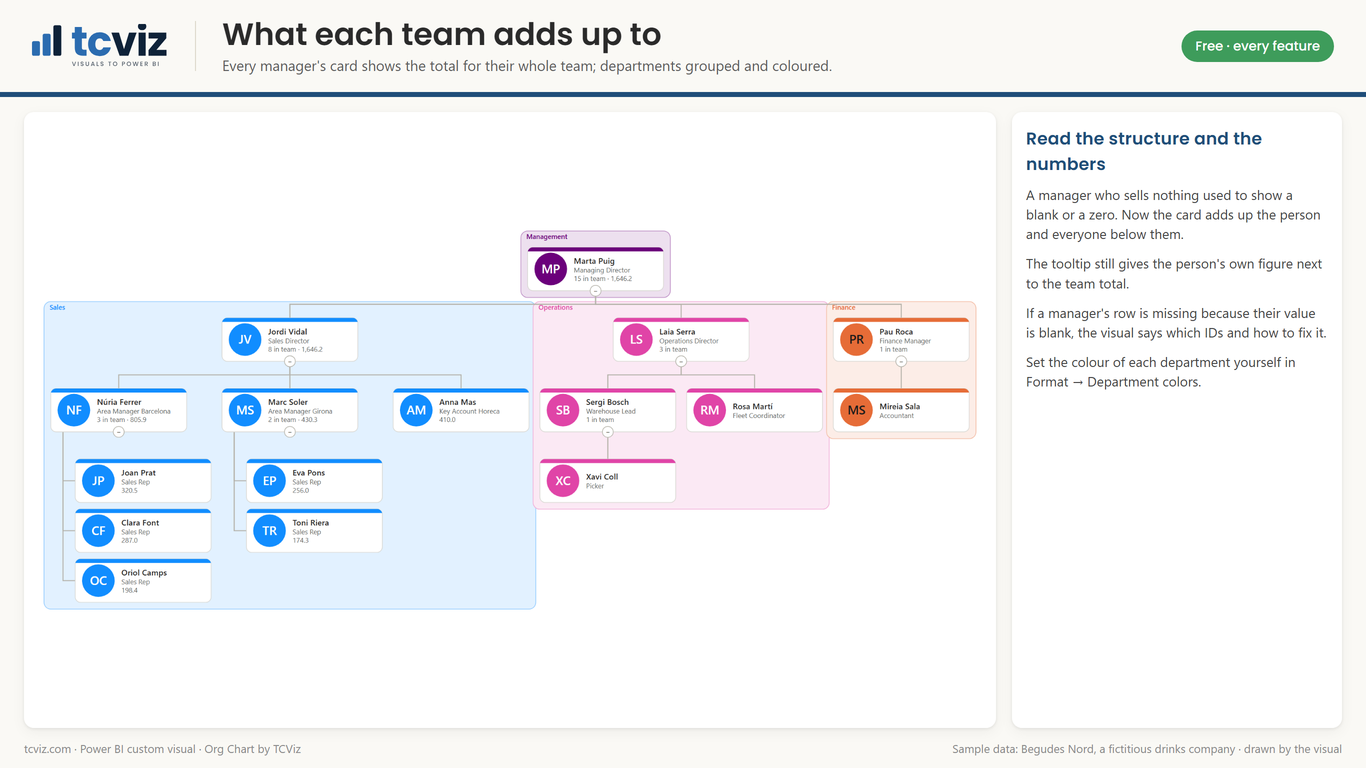 tcviz
VISUALS TO POWER BI
What each team adds up to
Every manager's card shows the total for their whole team; departments grouped and coloured.
Free · every feature
Management
MP
Marta Puig
Managing Director
15 in team · 1,646.2
Sales
JV
Jordi Vidal
Sales Director
8 in team · 1,646.2
NF
Núria Ferrer
Area Manager Barcelona
3 in team · 805.9
MS
Marc Soler
Area Manager Girona
2 in team · 430.3
AM
Anna Mas
Key Account Horeca
410.0
JP
Joan Prat
Sales Rep
320.5
EP
Eva Pons
Sales Rep
256.0
CF
Clara Font
Sales Rep
287.0
TR
Toni Riera
Sales Rep
174.3
OC
Oriol Camps
Sales Rep
198.4
Operations
LS
Laia Serra
Operations Director
3 in team
SB
Sergi Bosch
Warehouse Lead
1 in team
RM
Rosa Martí
Fleet Coordinator
XC
Xavi Coll
Picker
Finance
PR
Pau Roca
Finance Manager
1 in team
MS
Mireia Sala
Accountant
Read the structure and the
numbers
A manager who sells nothing used to show a
blank or a zero. Now the card adds up the person
and everyone below them.
The tooltip still gives the person's own figure next
to the team total.
If a manager's row is missing because their value
is blank, the visual says which IDs and how to fix it.
Set the colour of each department yourself in
Format → Department colors.
tcviz.com · Power BI custom visual · Org Chart by TCViz
Sample data: Begudes Nord, a fictitious drinks company · drawn by the visual